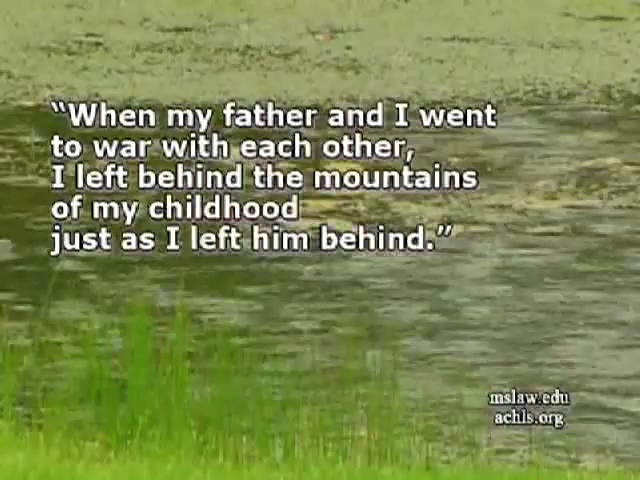 “When my father and I went
to war with each other,
I left behind the mountains
of my childhood
just as I left him behind.”
mslaw.edu
achls.org